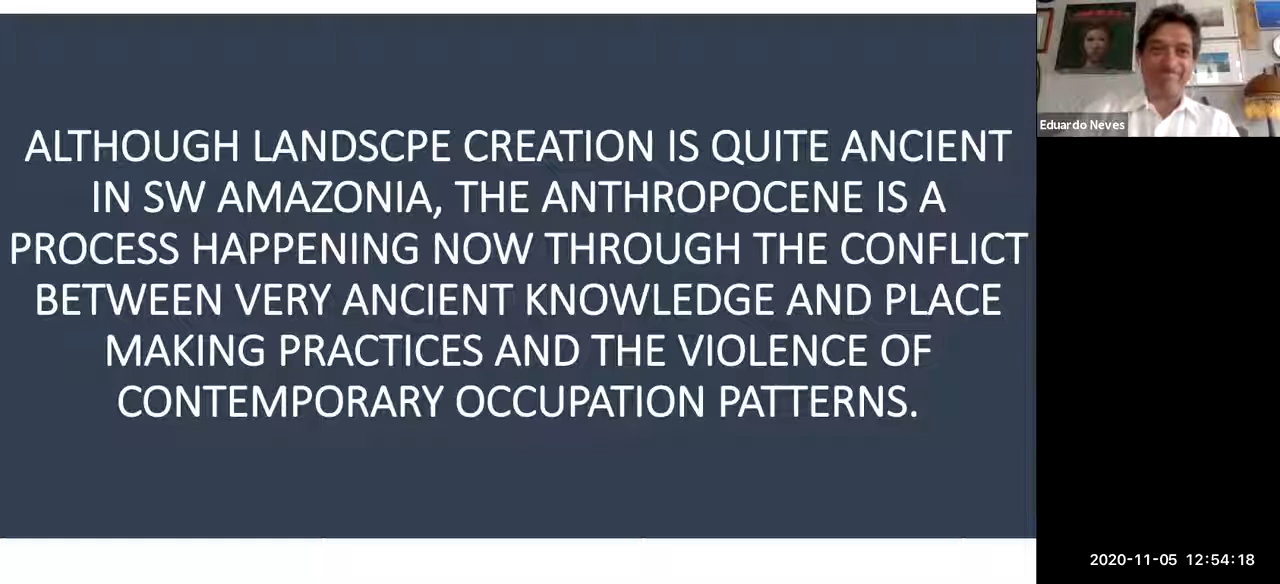 ALTHOUGH LANDSCPE CREATION IS QUITE ANCIENT
IN SW AMAZONIA, THE ANTHROPOCENE IS A
PROCESS HAPPENING NOW THROUGH THE CONFLICT
BETWEEN VERY ANCIENT KNOWLEDGE AND PLACE
MAKING PRACTICES AND THE VIOLENCE OF
CONTEMPORARY OCCUPATION PATTERNS.
Eduardo Neves
2020-11-05 12:54:18